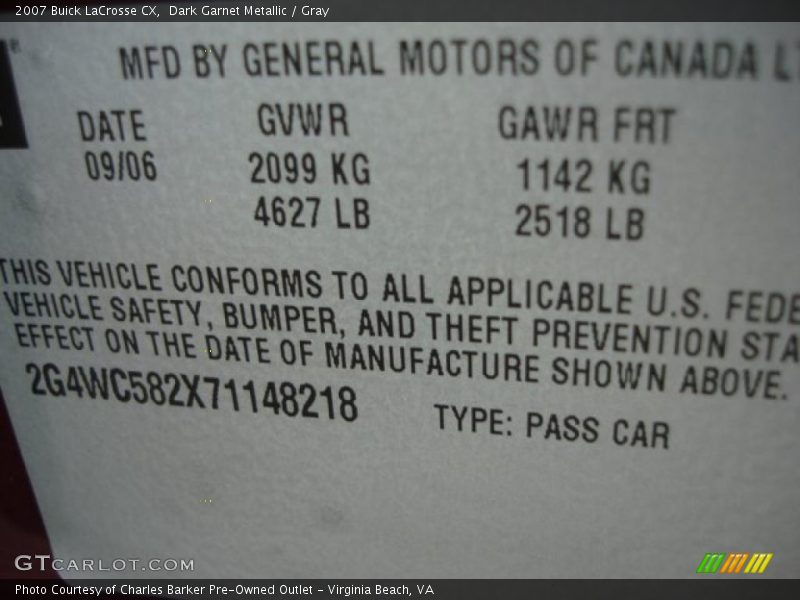 2007 Buick LaCrosse CX, Dark Garnet Metallic / Gray
MFD BY GENERAL MOTORS OF CANADA
DATE GVWR GAWR FRT
09/06 2099 KG 1142 KG
4627 LB 2518 LB
THIS VEHICLE CONFORMS TO ALL APPLICABLE U.S. FEDE
VEHICLE SAFETY, BUMPER, AND THEFT PREVENTION STA
EFFECT ON THE DATE OF MANUFACTURE SHOWN ABOVE.
2G4WC582X71148218 TYPE: PASS CAR
GTCARLOT.COM
Photo Courtesy of Charles Barker Pre-Owned Outlet - Virginia Beach, VA